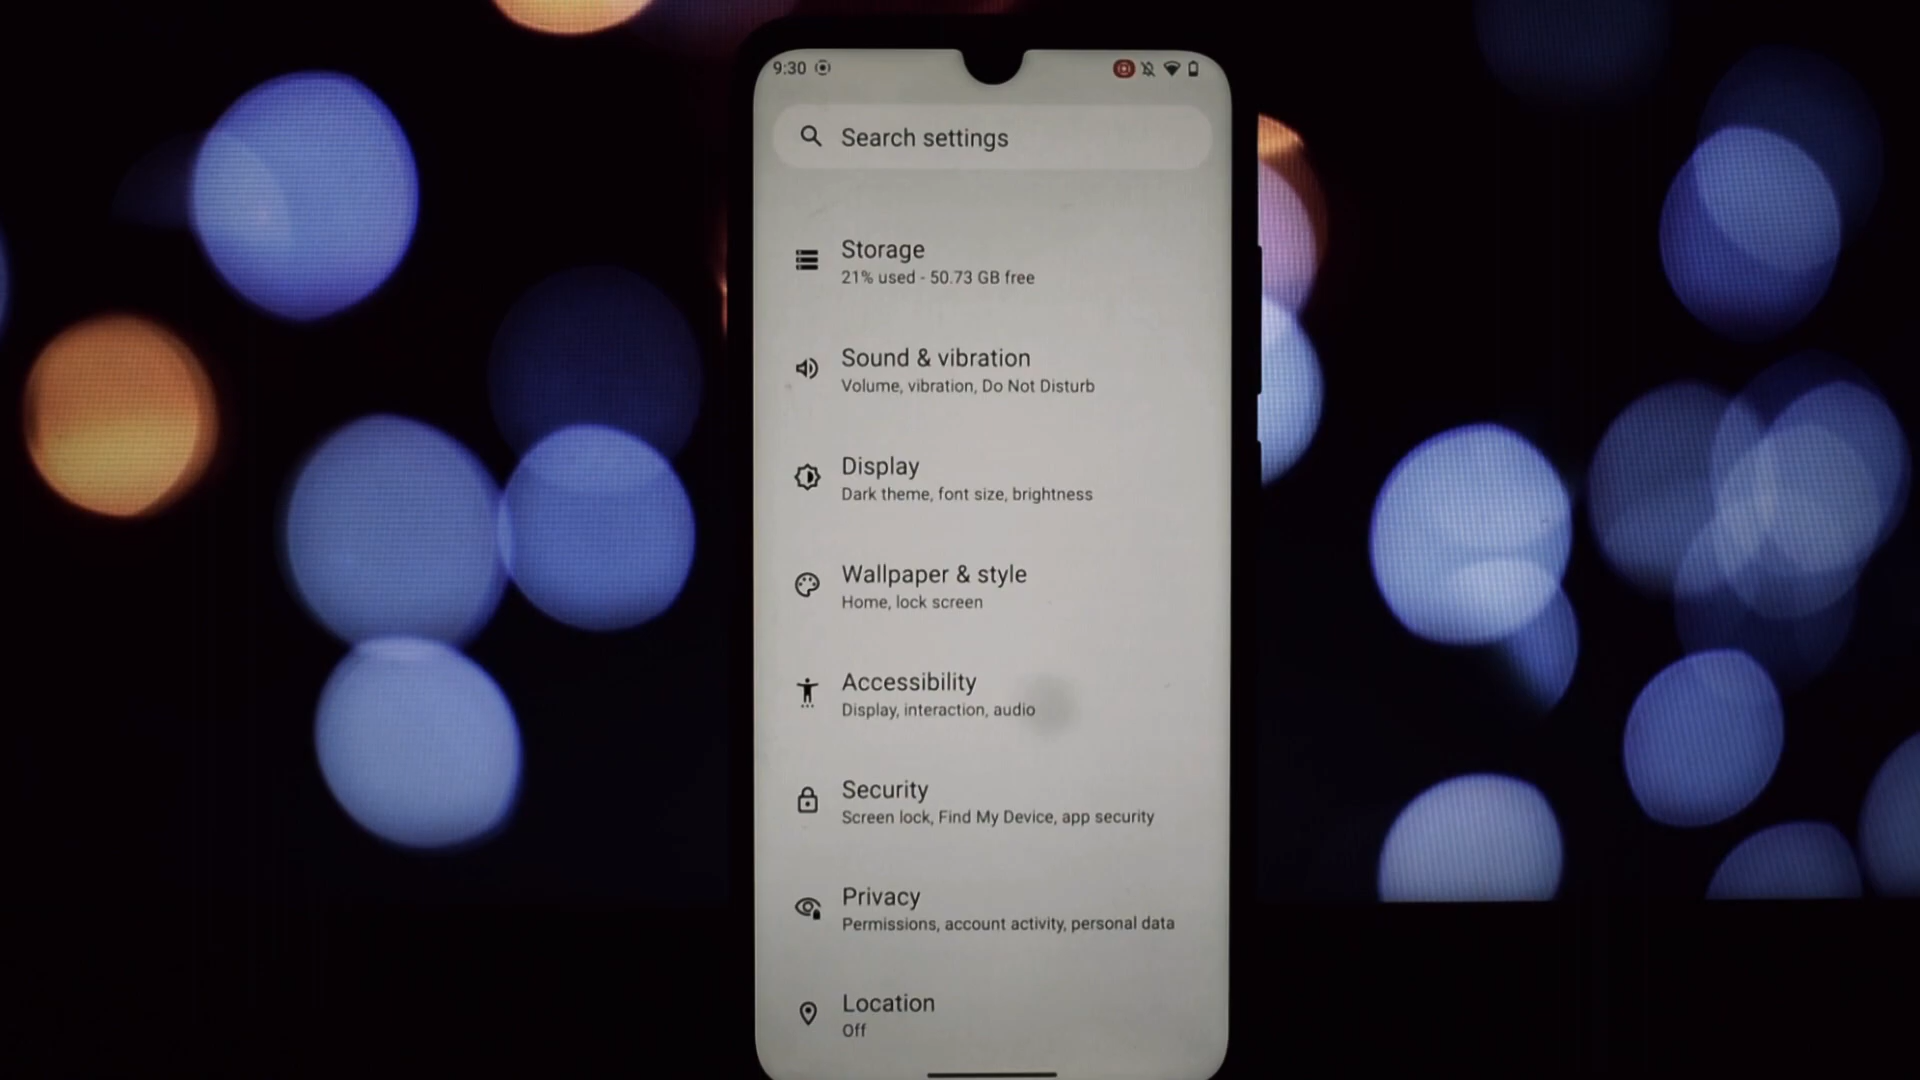 9:30
Search settings
Storage
21% used - 50.73 GB free
Sound & vibration
Volume, vibration, Do Not Disturb
Display
Dark theme, font size, brightness
Wallpaper & style
Home, lock screen
Accessibility
Display, interaction, audio
Security
Screen lock, Find My Device, app security
Privacy
Permissions, account activity, personal data
Location
Off